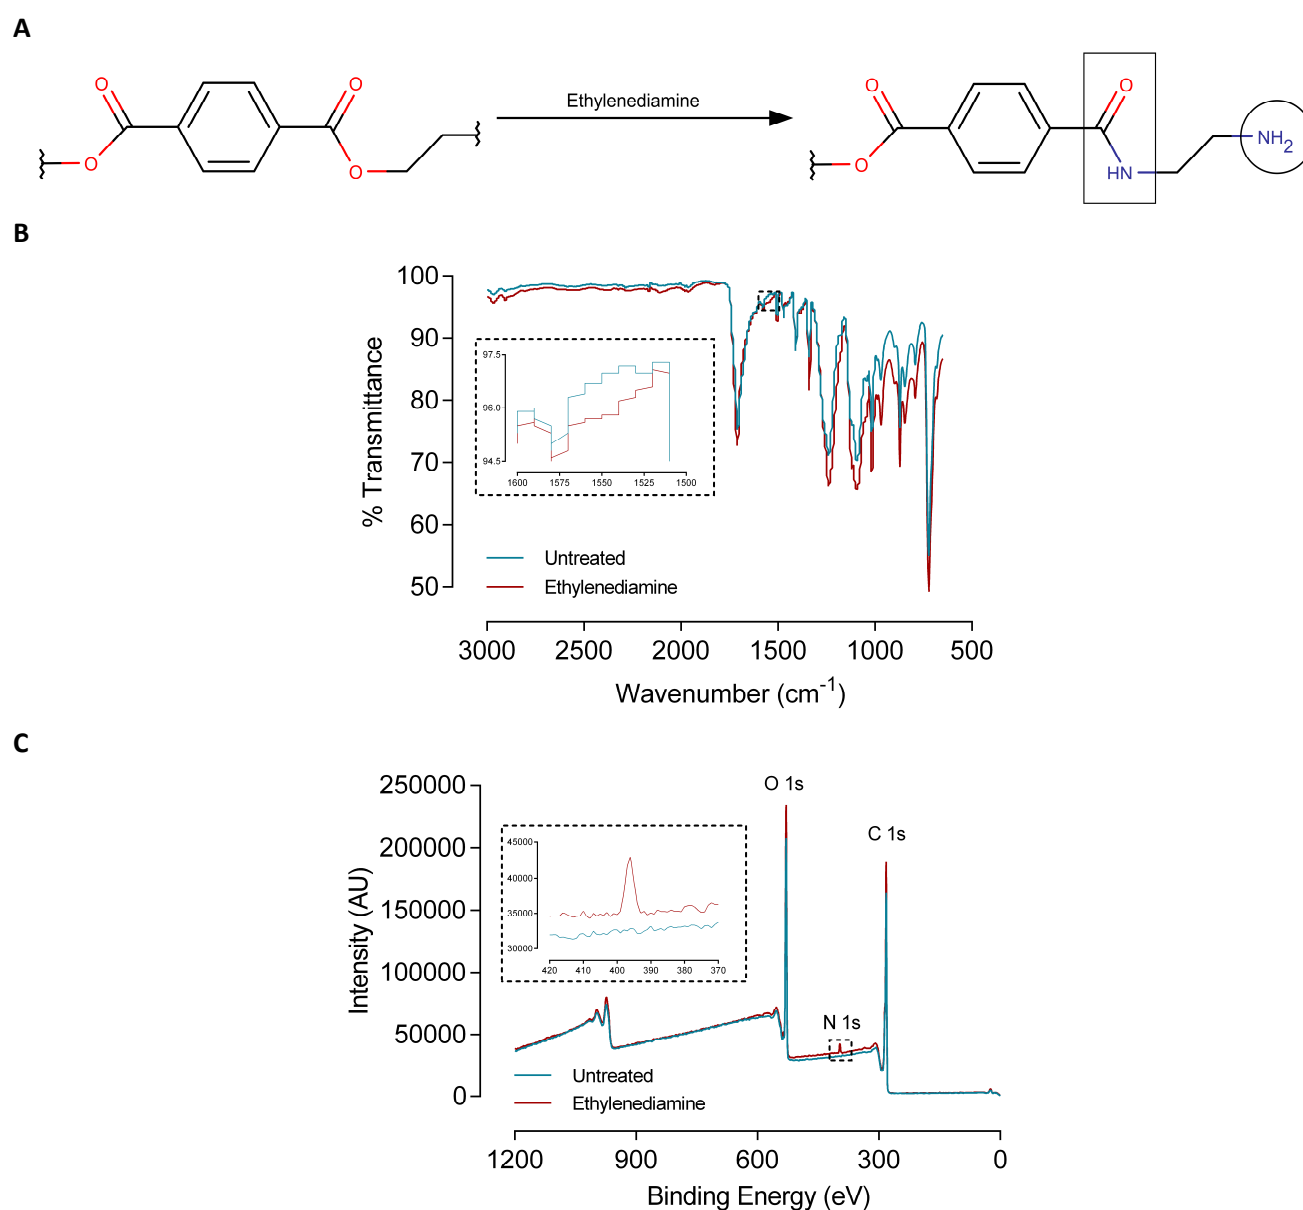 A
O
O
O
O
Ethylenediamine
O
O
O
HN
NH2
B
100
90
80
70
60
50
% Transmittance
97.5
96.0
94.5
1600
1575
1550
1525
1500
Untreated
Ethylenediamine
3000
2500
2000
1500
1000
500
Wavenumber (cm-1)
C
250000
200000
150000
100000
50000
0
Intensity (AU)
O 1s
C 1s
N 1s
45000
40000
35000
30000
420
410
400
390
380
370
Untreated
Ethylenediamine
1200
900
600
300
0
Binding Energy (eV)